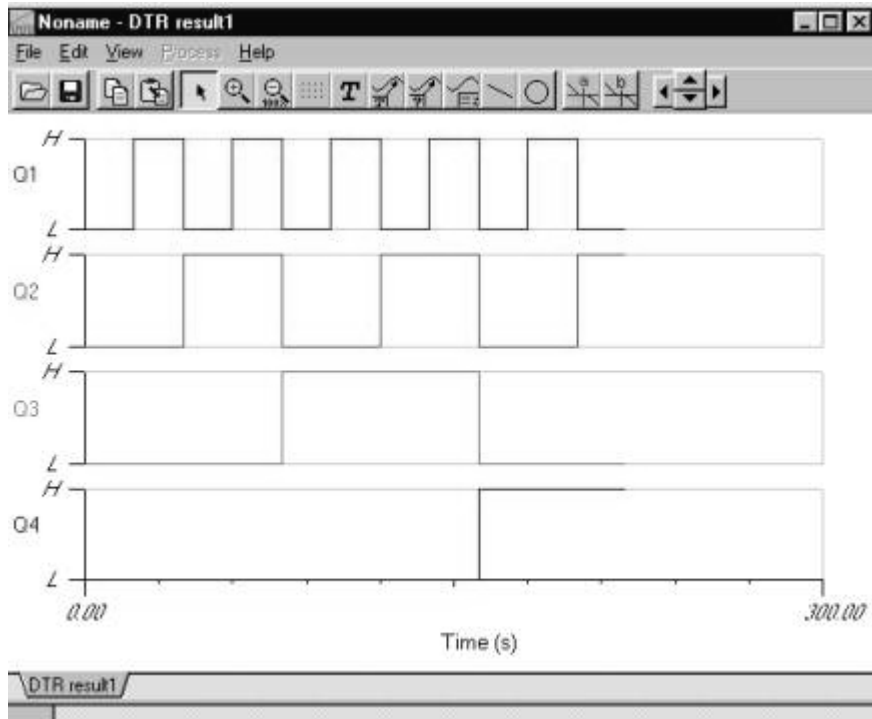 Noname - DTR result1
File Edit View Process Help
100%
T
a
b
H
Q1
L
H
Q2
L
H
Q3
L
H
Q4
L
0.00 300.00
Time (s)
DTR result1